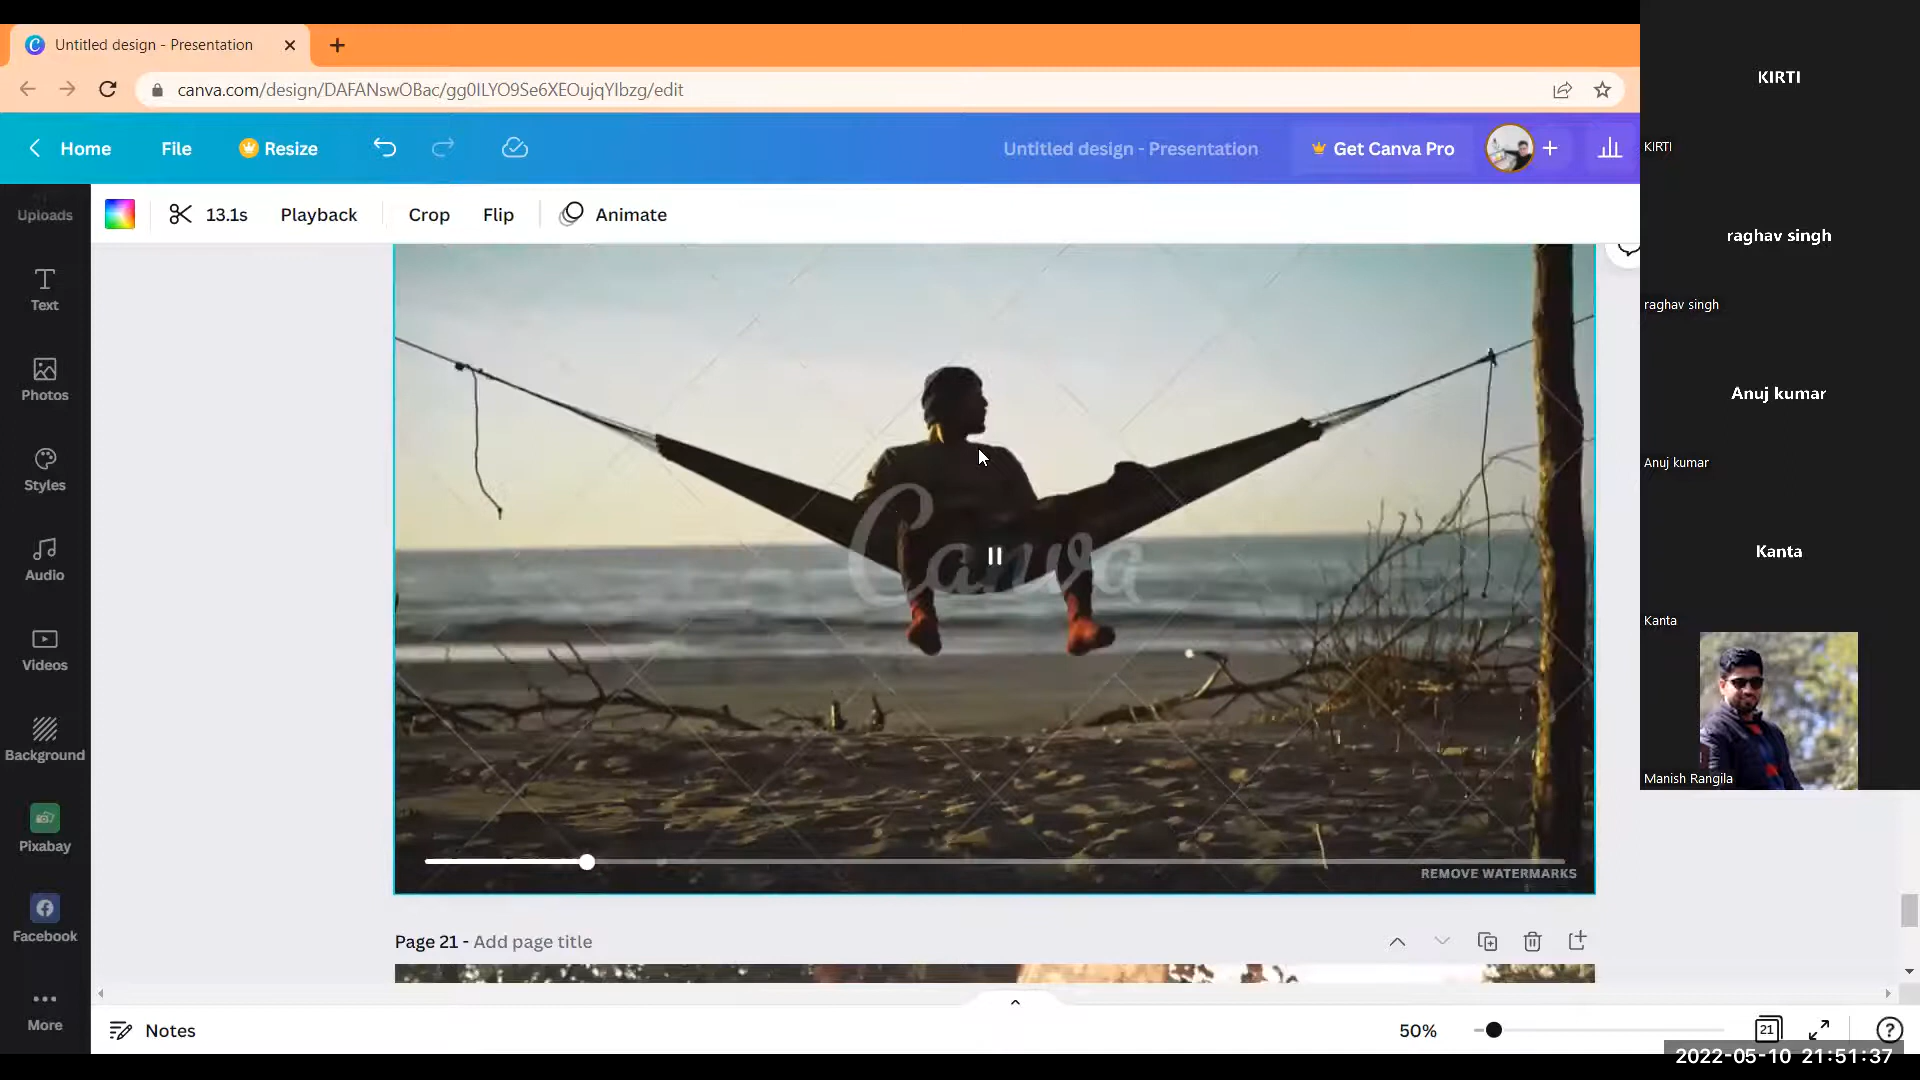 Untitled design - Presentation
canva.com/design/DAFANswOBac/gg0ILYO9Se6XEOujqYIbzg/edit
Home
File
Resize
Untitled design - Presentation
Get Canva Pro
13.1s
Playback
Crop
Flip
Animate
Uploads
Text
Photos
Styles
Audio
Videos
Background
Pixabay
Facebook
More
Canva
REMOVE WATERMARKS
Page 21 - Add page title
Notes
50%
21
?
KIRTI
KIRTI
raghav singh
raghav singh
Anuj kumar
Anuj kumar
Kanta
Kanta
Manish Rangila
2022-05-10 21:51:37